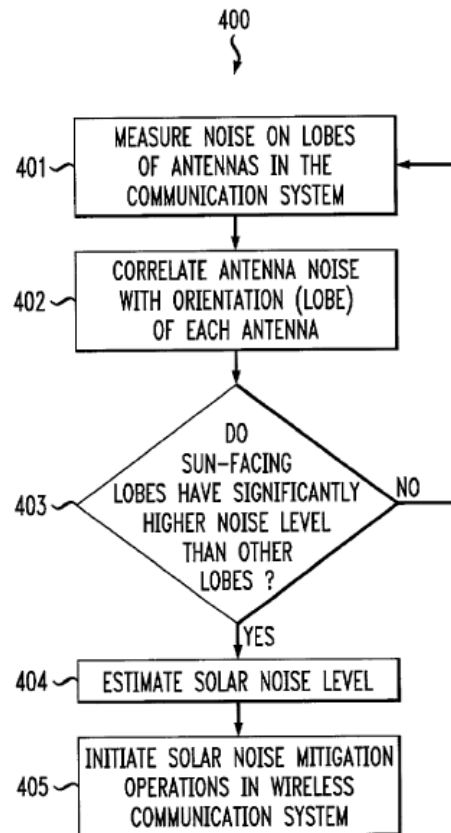 400
401
MEASURE NOISE ON LOBES
OF ANTENNAS IN THE
COMMUNICATION SYSTEM
402
CORRELATE ANTENNA NOISE
WITH ORIENTATION (LOBE)
OF EACH ANTENNA
403
DO
SUN-FACING
LOBES HAVE SIGNIFICANTLY
HIGHER NOISE LEVEL
THAN OTHER
LOBES ?
NO
YES
404
ESTIMATE SOLAR NOISE LEVEL
405
INITIATE SOLAR NOISE MITIGATION
OPERATIONS IN WIRELESS
COMMUNICATION SYSTEM